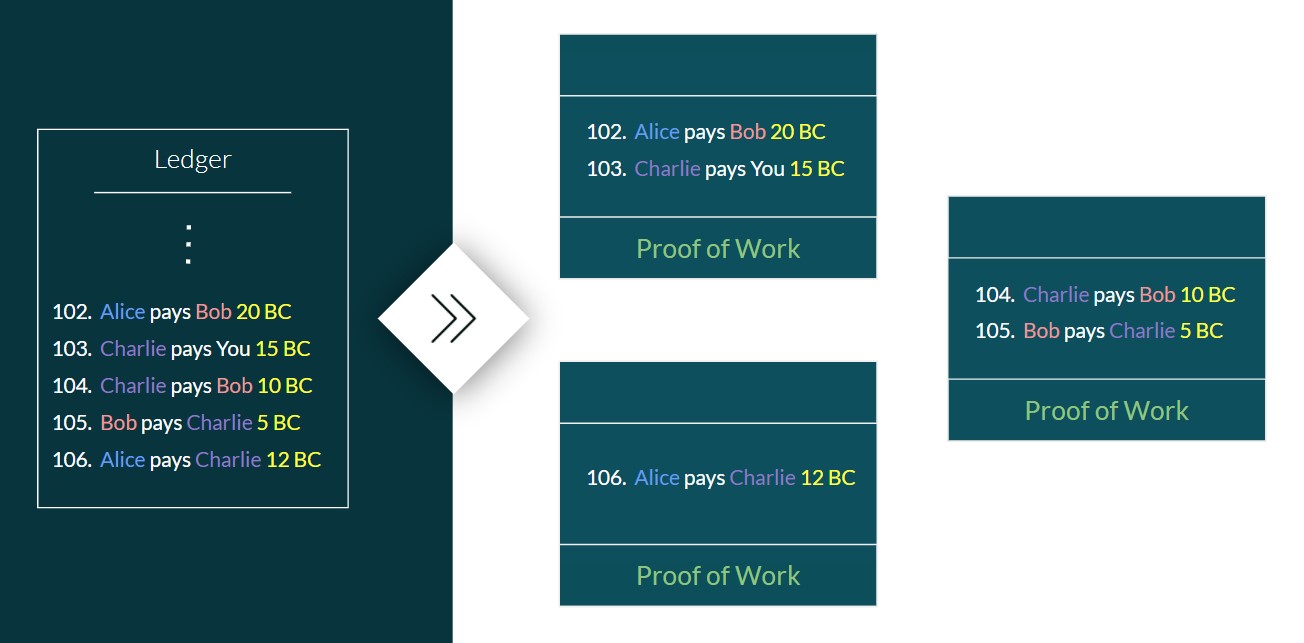 Ledger
102. Alice pays Bob 20 BC
103. Charlie pays You 15 BC
104. Charlie pays Bob 10 BC
105. Bob pays Charlie 5 BC
106. Alice pays Charlie 12 BC
102. Alice pays Bob 20 BC
103. Charlie pays You 15 BC
Proof of Work
104. Charlie pays Bob 10 BC
105. Bob pays Charlie 5 BC
Proof of Work
106. Alice pays Charlie 12 BC
Proof of Work